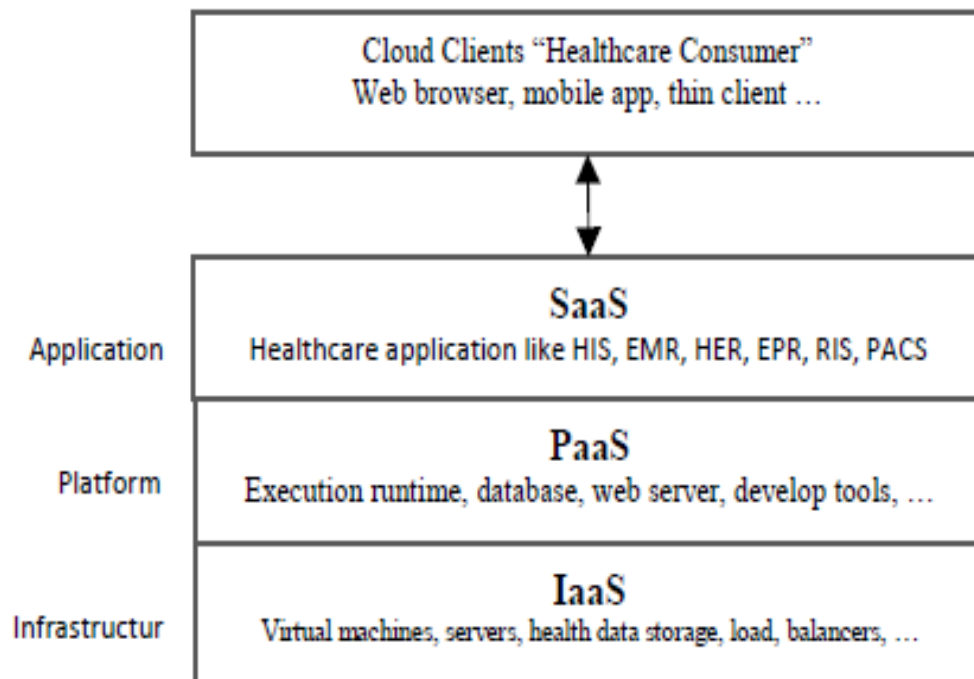 Cloud Clients “Healthcare Consumer”
Web browser, mobile app, thin client …
SaaS
Application
Healthcare application like HIS, EMR, HER, EPR, RIS, PACS
PaaS
Platform
Execution runtime, database, web server, develop tools, …
IaaS
Infrastructur
Virtual machines, servers, health data storage, load, balancers, …